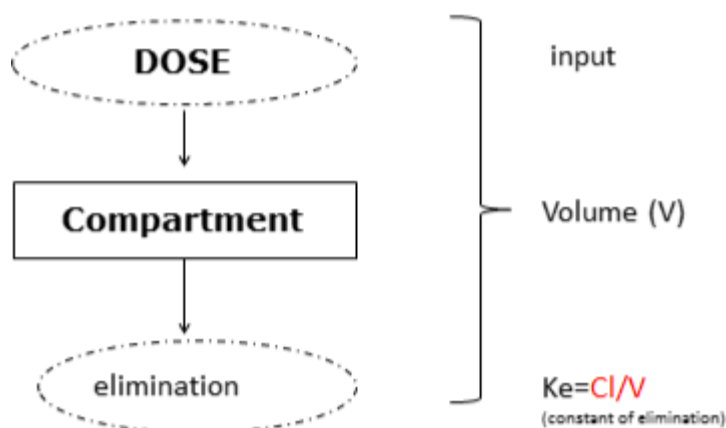 DOSE
input
Compartment
Volume (V)
elimination
Ke=Cl/V
(constant of elimination)